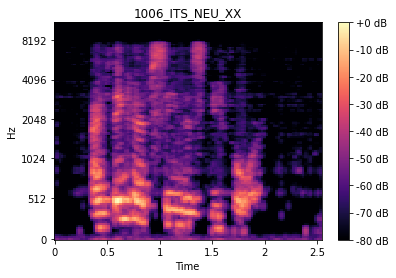 1006_ITS_NEU_XX
8192
4096
2048
1024
512
0
Hz
0
0.5
1
1.5
2
2.5
Time
+0 dB
-10 dB
-20 dB
-30 dB
-40 dB
-50 dB
-60 dB
-70 dB
-80 dB